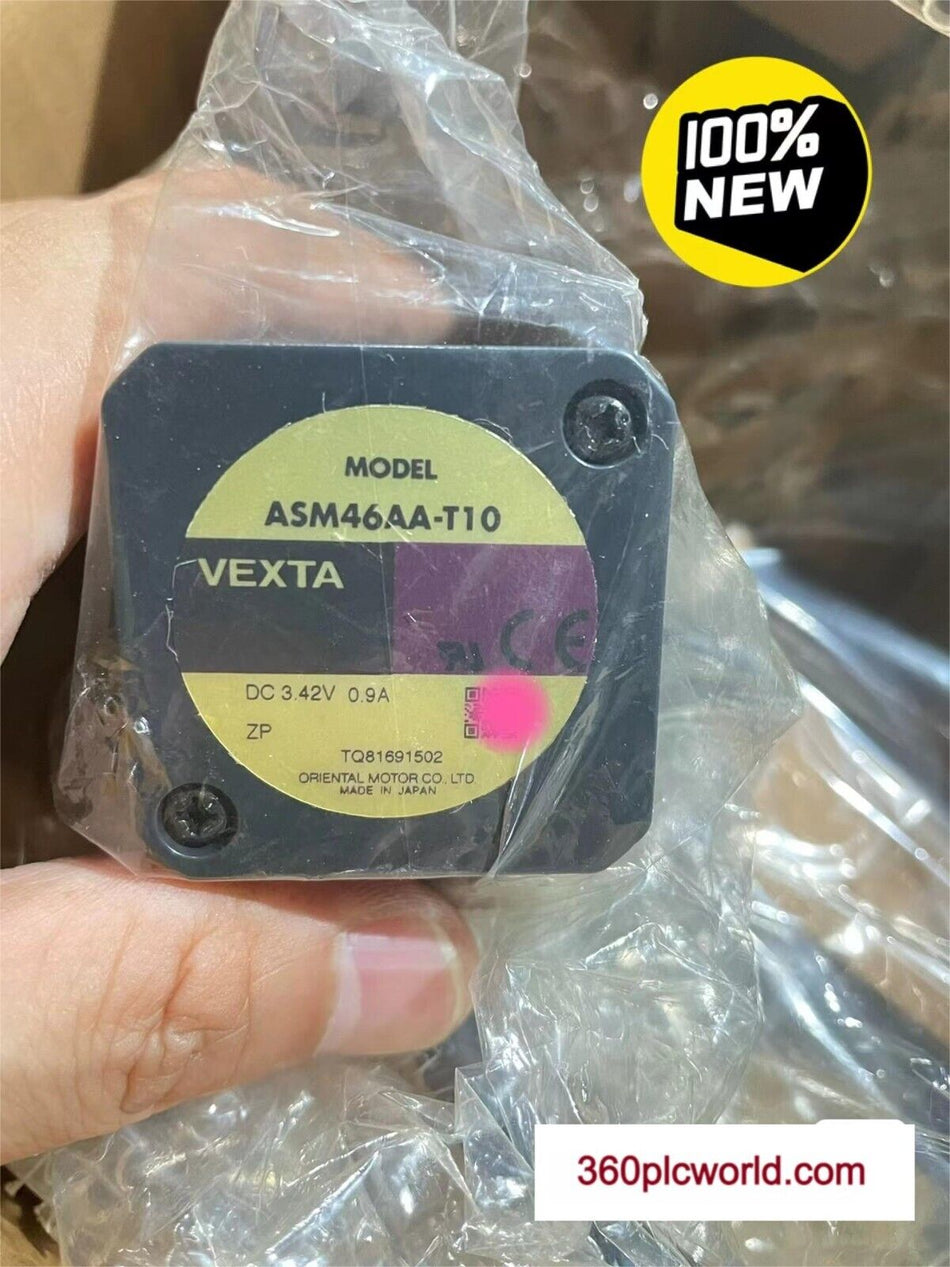 100%
NEW
MODEL
ASM46AA-T10
VEXTA
CE
DC 3.42V 0.9A
ZP
TQ81691502
ORIENTAL MOTOR CO., LTD
MADE IN JAPAN
360plcworld.com